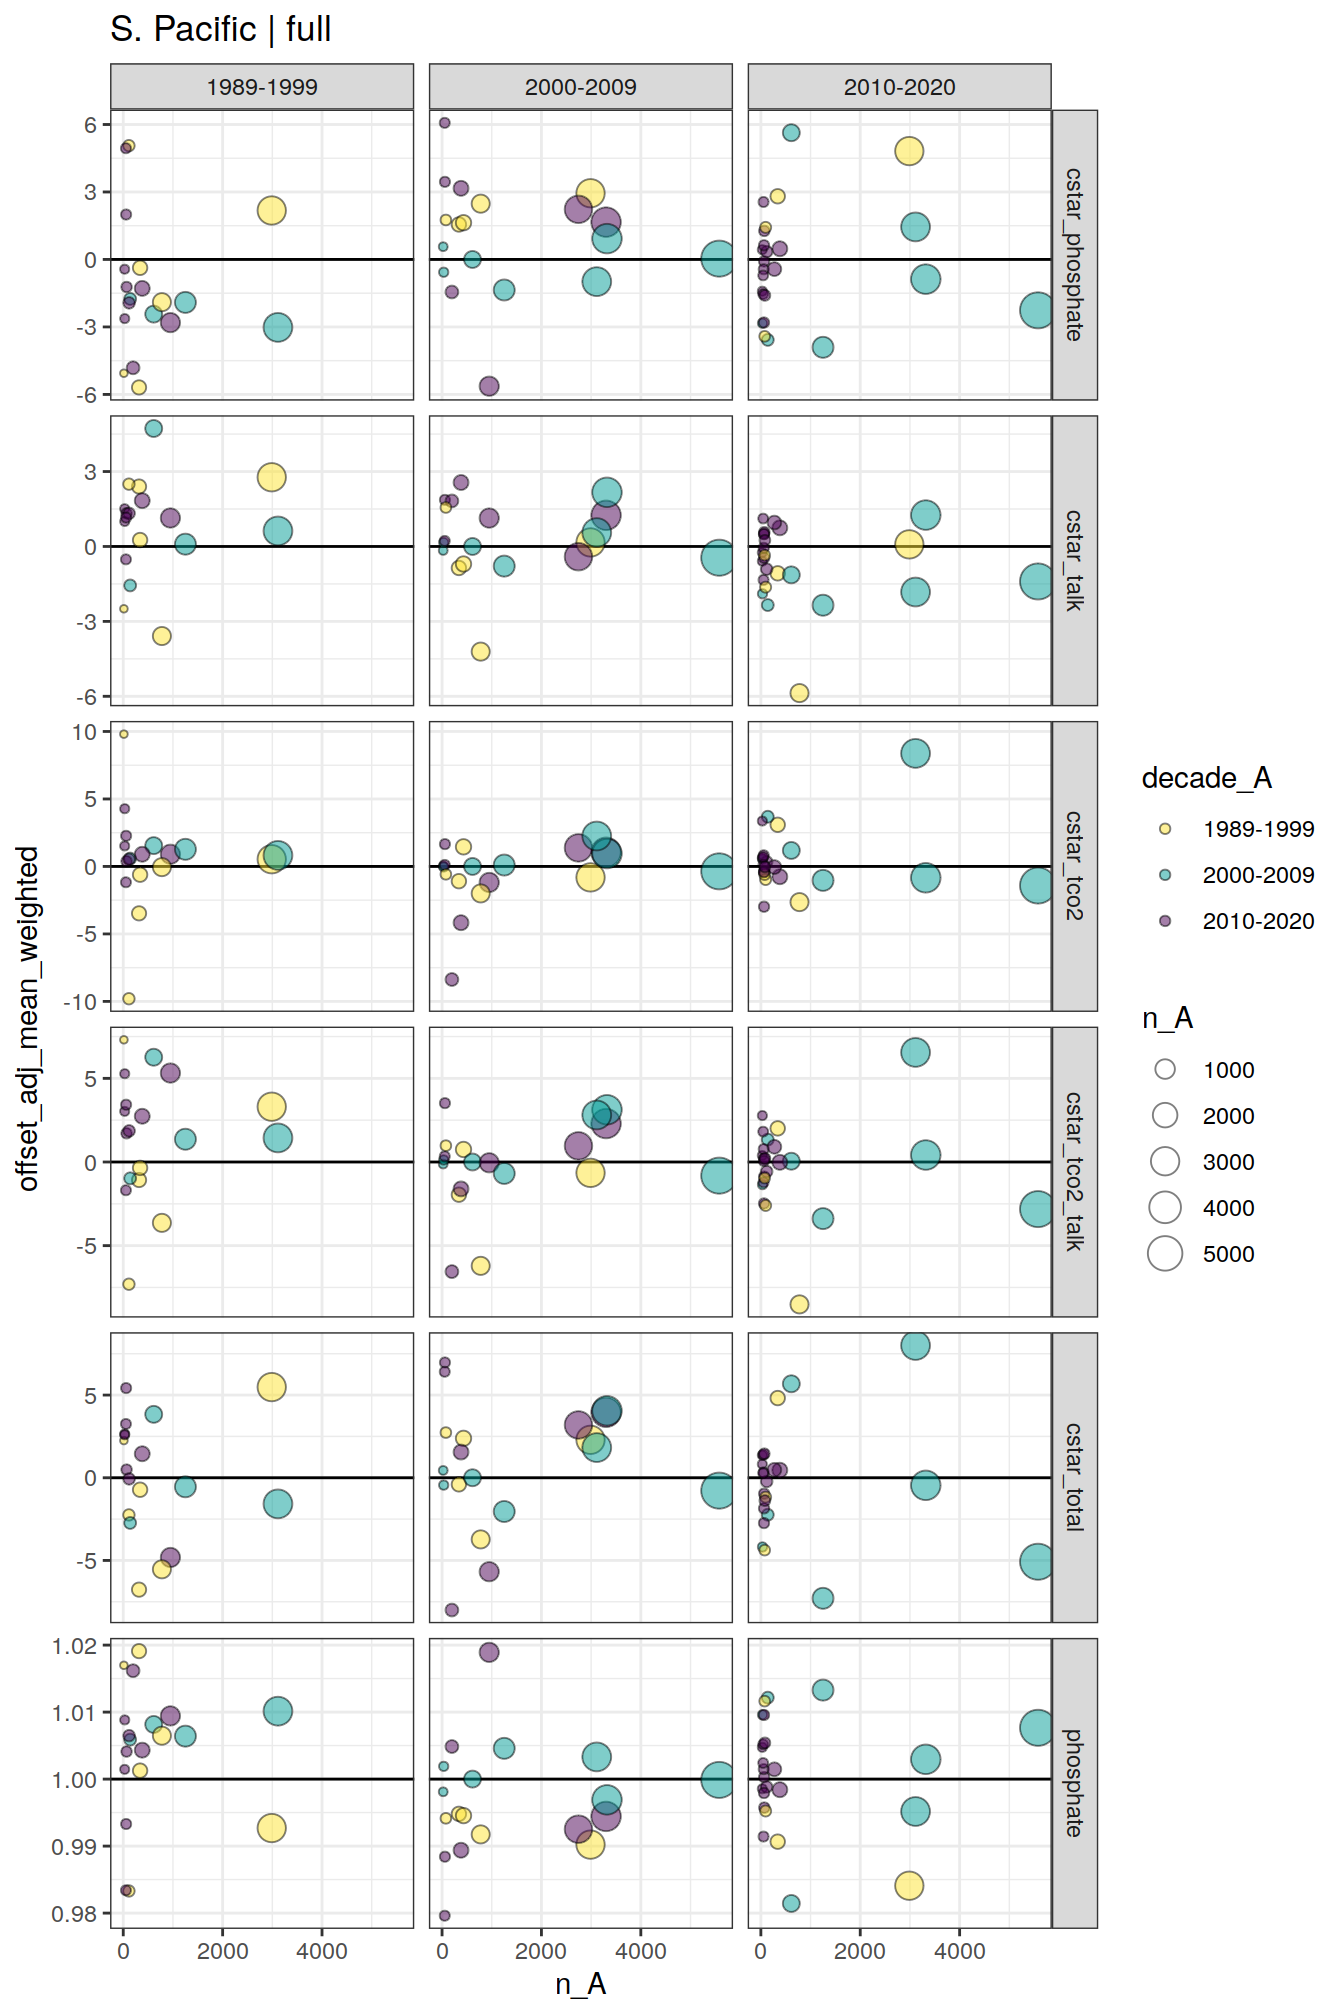 S. Pacific | full
1989-1999 2000-2009 2010-2020
6
3
0
-3
-6
cstar_phosphate
3
0
-3
-6
cstar_talk
10
5
0
-5
-10
cstar_tco2
5
0
-5
cstar_tco2_talk
5
0
-5
cstar_total
1.02
1.01
1.00
0.99
0.98
phosphate
0 2000 4000 0 2000 4000 0 2000 4000
n_A
offset_adj_mean_weighted
decade_A
1989-1999
2000-2009
2010-2020
n_A
1000
2000
3000
4000
5000